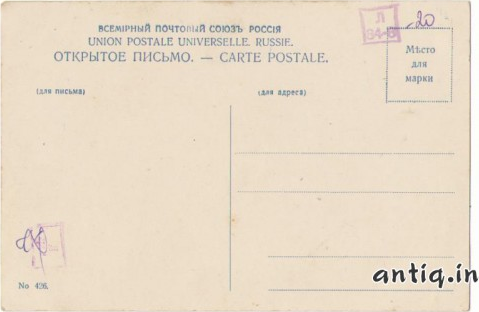 ВСЕМІРНЫЙ ПОЧТОВЫЙ СОЮЗЪ РОССІЯ
UNION POSTALE UNIVERSELLE. RUSSIE.
ОТКРЫТОЕ ПИСЬМО. — CARTE POSTALE.
Л
-20
Мѣсто
для
марки
(для письма)
(для адреса)
No 426.
antiq.in